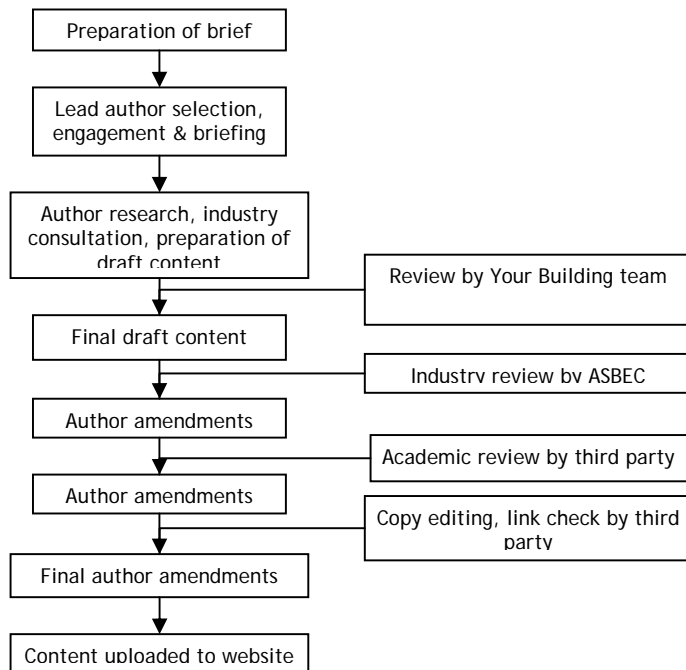 Preparation of brief
Lead author selection,
engagement & briefing
Author research, industry
consultation, preparation of
draft content
Review by Your Building team
Final draft content
Industry review by ASBEC
Author amendments
Academic review by third party
Author amendments
Copy editing, link check by third
party
Final author amendments
Content uploaded to website